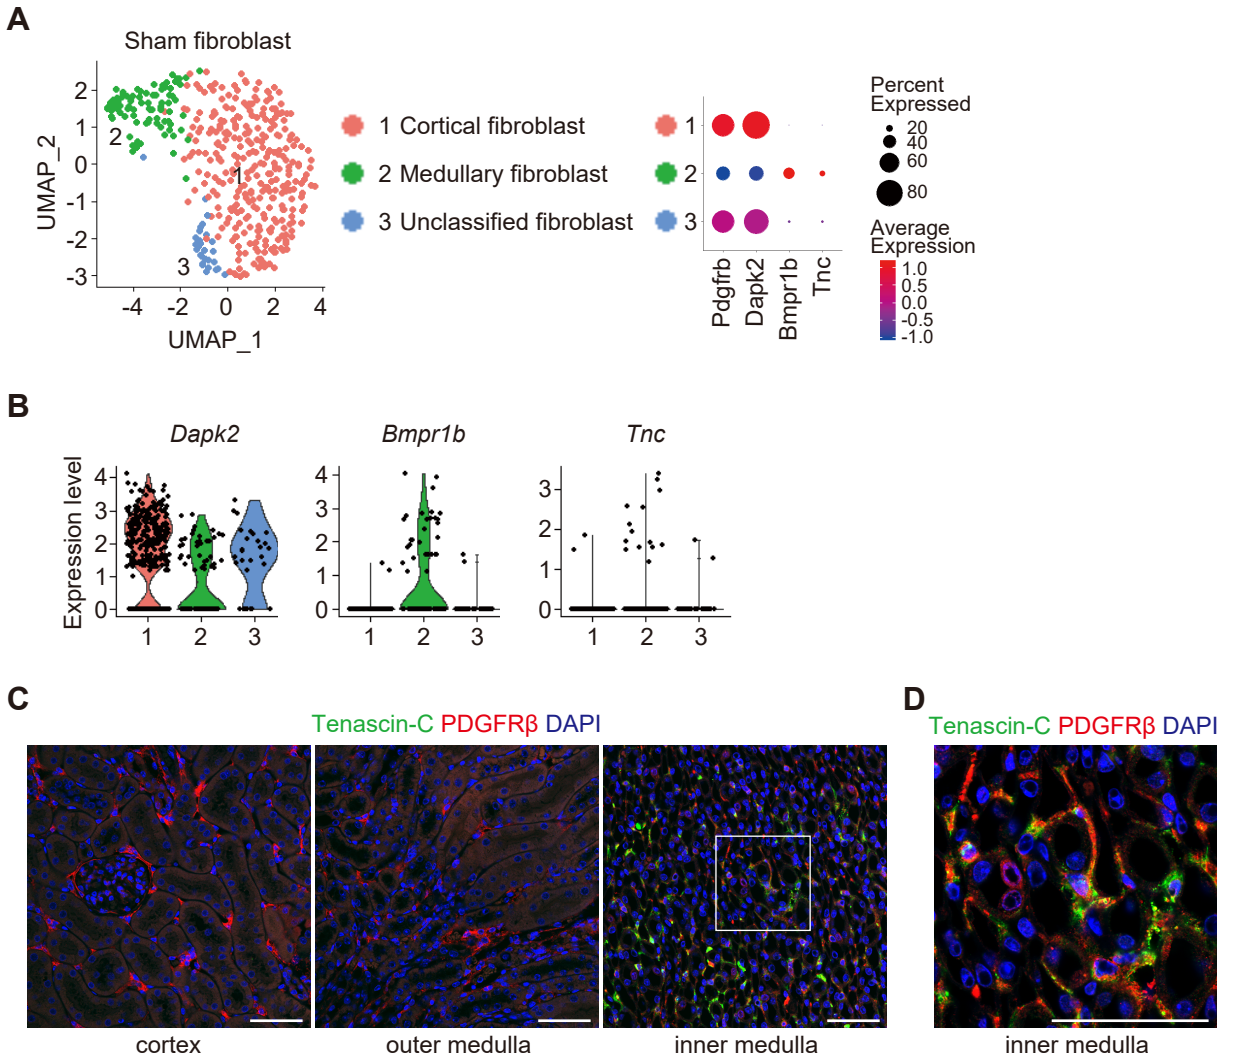 A
Sham fibroblast
UMAP_2
2
1
0
-1
-2
-3
2
1
3
-4
-2
0
2
4
UMAP_1
1 Cortical fibroblast
2 Medullary fibroblast
3 Unclassified fibroblast
1
2
3
Pdgfrb
Dapk2
Bmpr1b
Tnc
Percent
Expressed
20
40
60
80
Average
Expression
1.0
0.5
0.0
-0.5
-1.0
B
Dapk2
Bmpr1b
Tnc
Expression level
4
3
2
1
0
1 2 3
4
3
2
1
0
1 2 3
3
2
1
0
1 2 3
C
Tenascin-C PDGFRβ DAPI
cortex
outer medulla
inner medulla
D
Tenascin-C PDGFRβ DAPI
inner medulla